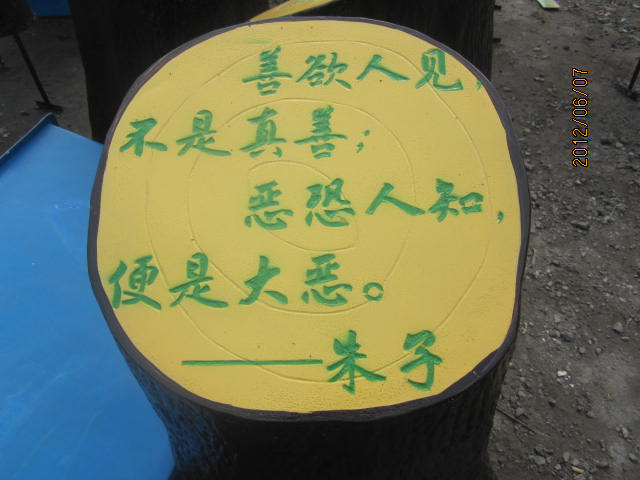 善欲人见,
不是真善;
恶恐人知,
便是大恶。
——朱子
2012/06/07